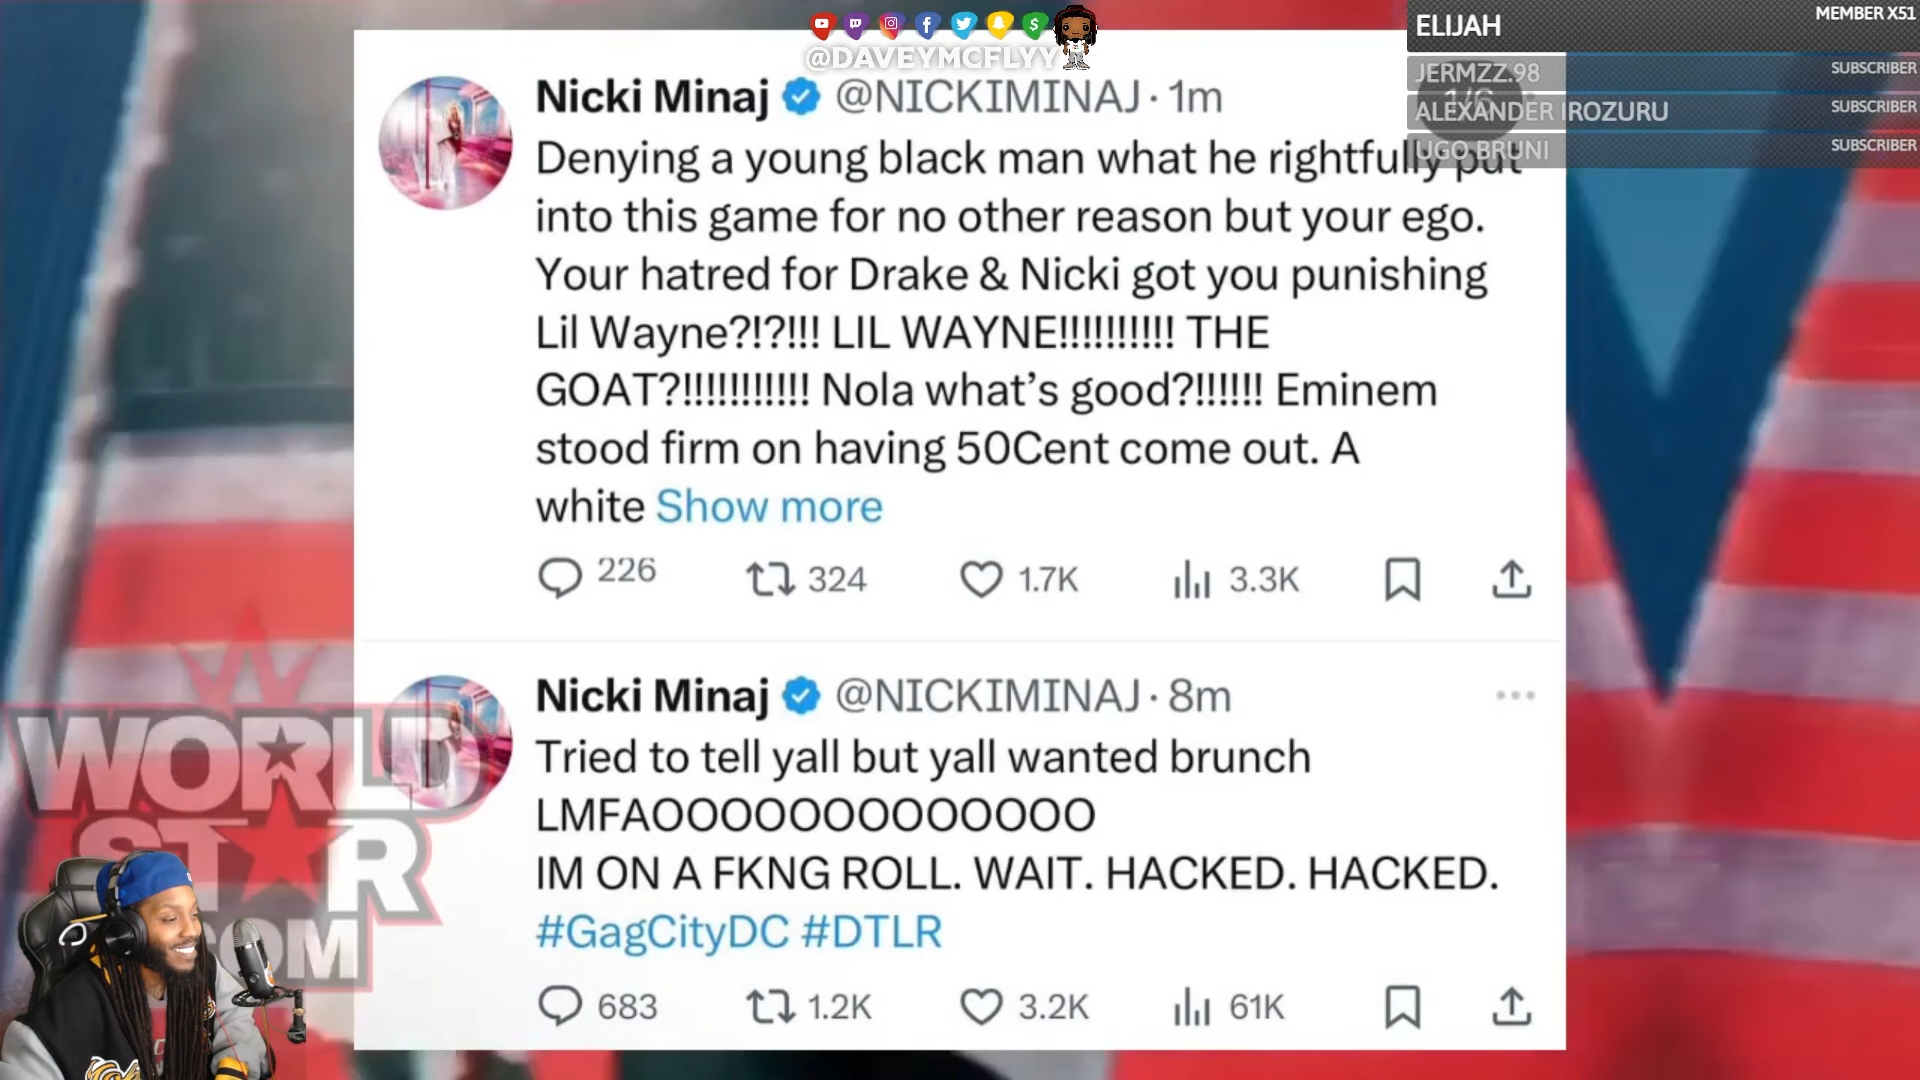 @DAVEYMCFLYY
ELIJAH
MEMBER X51
JERMZZ.98
SUBSCRIBER
ALEXANDER IROZURU
SUBSCRIBER
UGO BRUNI
SUBSCRIBER
1/6
Nicki Minaj @NICKIMINAJ · 1m
Denying a young black man what he rightfully put
into this game for no other reason but your ego.
Your hatred for Drake & Nicki got you punishing
Lil Wayne?!?!!! LIL WAYNE!!!!!!!!!! THE
GOAT?!!!!!!!!!!! Nola what’s good?!!!!!! Eminem
stood firm on having 50Cent come out. A
white Show more
226 324 1.7K 3.3K
Nicki Minaj @NICKIMINAJ · 8m
Tried to tell yall but yall wanted brunch
LMFAOOOOOOOOOOOOO
IM ON A FKNG ROLL. WAIT. HACKED. HACKED.
#GagCityDC #DTLR
683 1.2K 3.2K 61K
WORLD
STAR
COM